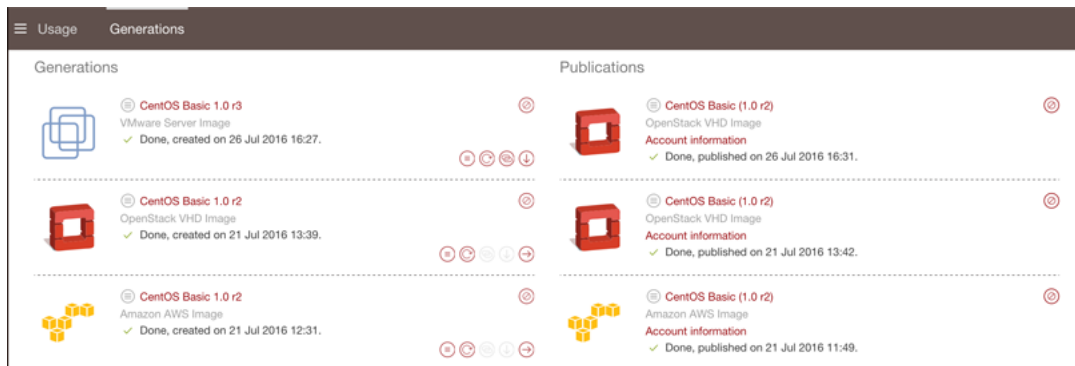 Usage Generations
Generations
CentOS Basic 1.0 r3
VMware Server Image
Done, created on 26 Jul 2016 16:27.
CentOS Basic 1.0 r2
OpenStack VHD Image
Done, created on 21 Jul 2016 13:39.
CentOS Basic 1.0 r2
Amazon AWS Image
Done, created on 21 Jul 2016 12:31.
Publications
CentOS Basic (1.0 r2)
OpenStack VHD Image
Account information
Done, published on 26 Jul 2016 16:31.
CentOS Basic (1.0 r2)
OpenStack VHD Image
Account information
Done, published on 21 Jul 2016 13:42.
CentOS Basic (1.0 r2)
Amazon AWS Image
Account information
Done, published on 21 Jul 2016 11:49.